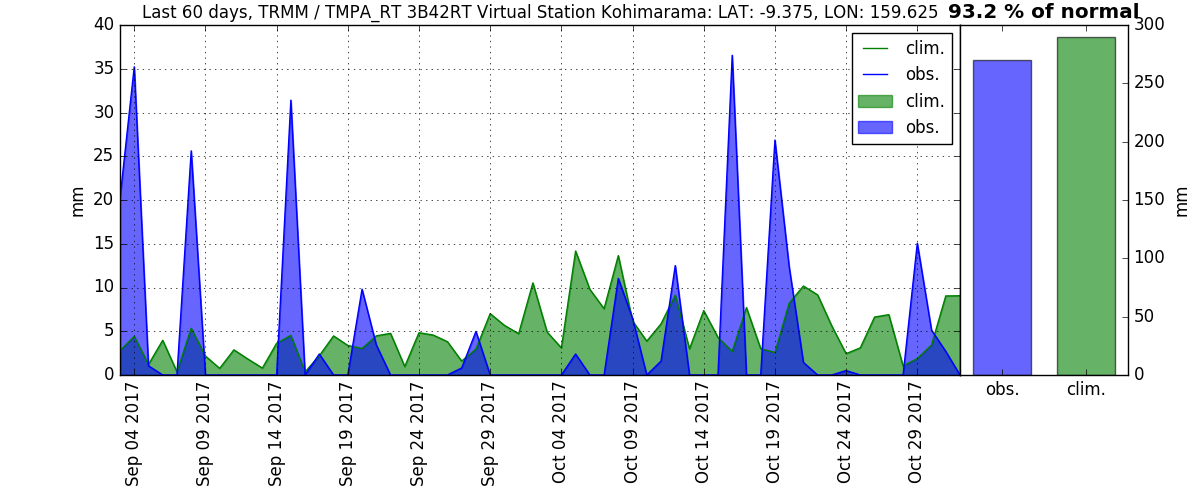 Last 60 days, TRMM / TMPA_RT 3B42RT Virtual Station Kohimarama: LAT: -9.375, LON: 159.625
93.2 % of normal
40
35
30
25
20
15
10
5
0
mm
clim.
obs.
clim.
obs.
300
250
200
150
100
50
0
mm
obs.
clim.
Sep 04 2017
Sep 09 2017
Sep 14 2017
Sep 19 2017
Sep 24 2017
Sep 29 2017
Oct 04 2017
Oct 09 2017
Oct 14 2017
Oct 19 2017
Oct 24 2017
Oct 29 2017